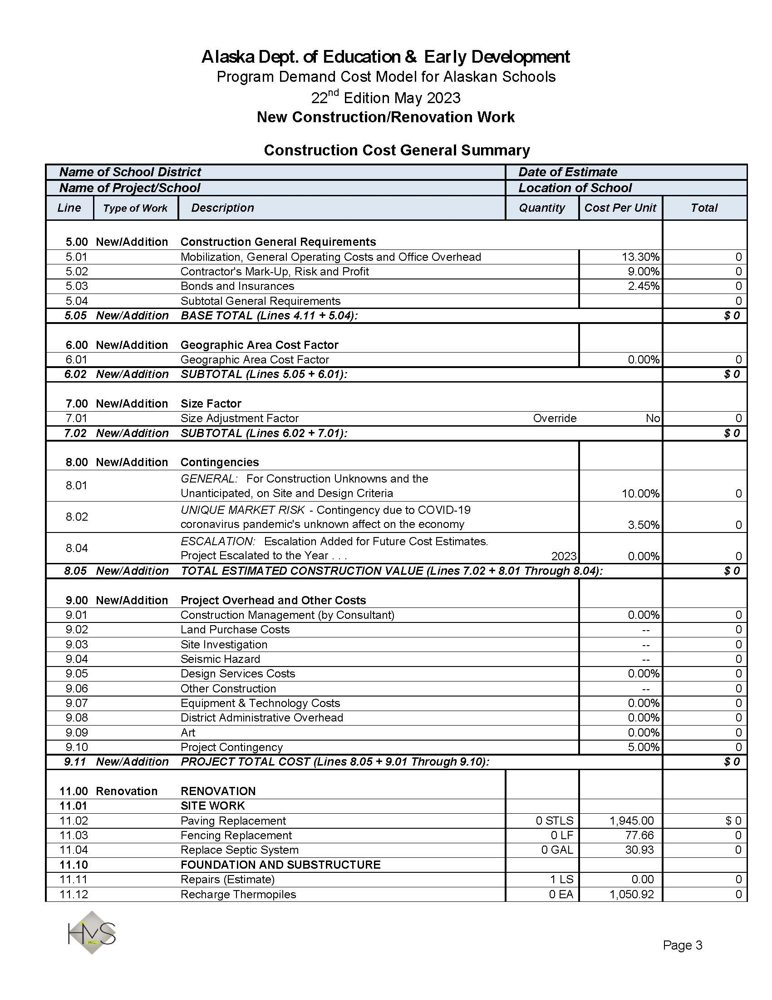 Alaska Dept. of Education & Early Development
Program Demand Cost Model for Alaskan Schools
22nd Edition May 2023
New Construction/Renovation Work
Construction Cost General Summary
Name of School District Date of Estimate
Name of Project/School Location of School
Line Type of Work Description Quantity Cost Per Unit Total
5.00 New/Addition Construction General Requirements
5.01 Mobilization, General Operating Costs and Office Overhead 13.30% 0
5.02 Contractor's Mark-Up, Risk and Profit 9.00% 0
5.03 Bonds and Insurances 2.45% 0
5.04 Subtotal General Requirements 0
5.05 New/Addition BASE TOTAL (Lines 4.11 + 5.04): $ 0
6.00 New/Addition Geographic Area Cost Factor
6.01 Geographic Area Cost Factor 0.00% 0
6.02 New/Addition SUBTOTAL (Lines 5.05 + 6.01): $ 0
7.00 New/Addition Size Factor
7.01 Size Adjustment Factor Override No 0
7.02 New/Addition SUBTOTAL (Lines 6.02 + 7.01): $ 0
8.00 New/Addition Contingencies
8.01 GENERAL: For Construction Unknowns and the
Unanticipated, on Site and Design Criteria 10.00% 0
8.02 UNIQUE MARKET RISK - Contingency due to COVID-19
coronavirus pandemic's unknown affect on the economy 3.50% 0
8.04 ESCALATION: Escalation Added for Future Cost Estimates.
Project Escalated to the Year . . . 2023 0.00% 0
8.05 New/Addition TOTAL ESTIMATED CONSTRUCTION VALUE (Lines 7.02 + 8.01 Through 8.04): $ 0
9.00 New/Addition Project Overhead and Other Costs
9.01 Construction Management (by Consultant) 0.00% 0
9.02 Land Purchase Costs -- 0
9.03 Site Investigation -- 0
9.04 Seismic Hazard -- 0
9.05 Design Services Costs 0.00% 0
9.06 Other Construction -- 0
9.07 Equipment & Technology Costs 0.00% 0
9.08 District Administrative Overhead 0.00% 0
9.09 Art 0.00% 0
9.10 Project Contingency 5.00% 0
9.11 New/Addition PROJECT TOTAL COST (Lines 8.05 + 9.01 Through 9.10): $ 0
11.00 Renovation RENOVATION
11.01 SITE WORK
11.02 Paving Replacement 0 STLS 1,945.00 $ 0
11.03 Fencing Replacement 0 LF 77.66 0
11.04 Replace Septic System 0 GAL 30.93 0
11.10 FOUNDATION AND SUBSTRUCTURE
11.11 Repairs (Estimate) 1 LS 0.00 0
11.12 Recharge Thermopiles 0 EA 1,050.92 0
HMS
INC.
Page 3